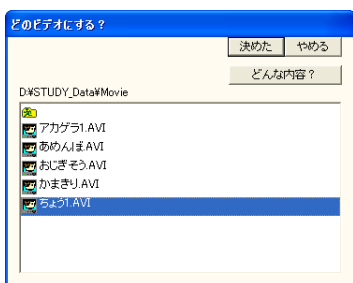 どのビデオにする？
決めた　やめる
どんな内容？
D:¥STUDY_Data¥Movie
アカゲラ1.AVI
あめんぼ.AVI
おじぎそう.AVI
かまきり.AVI
ちょう1.AVI